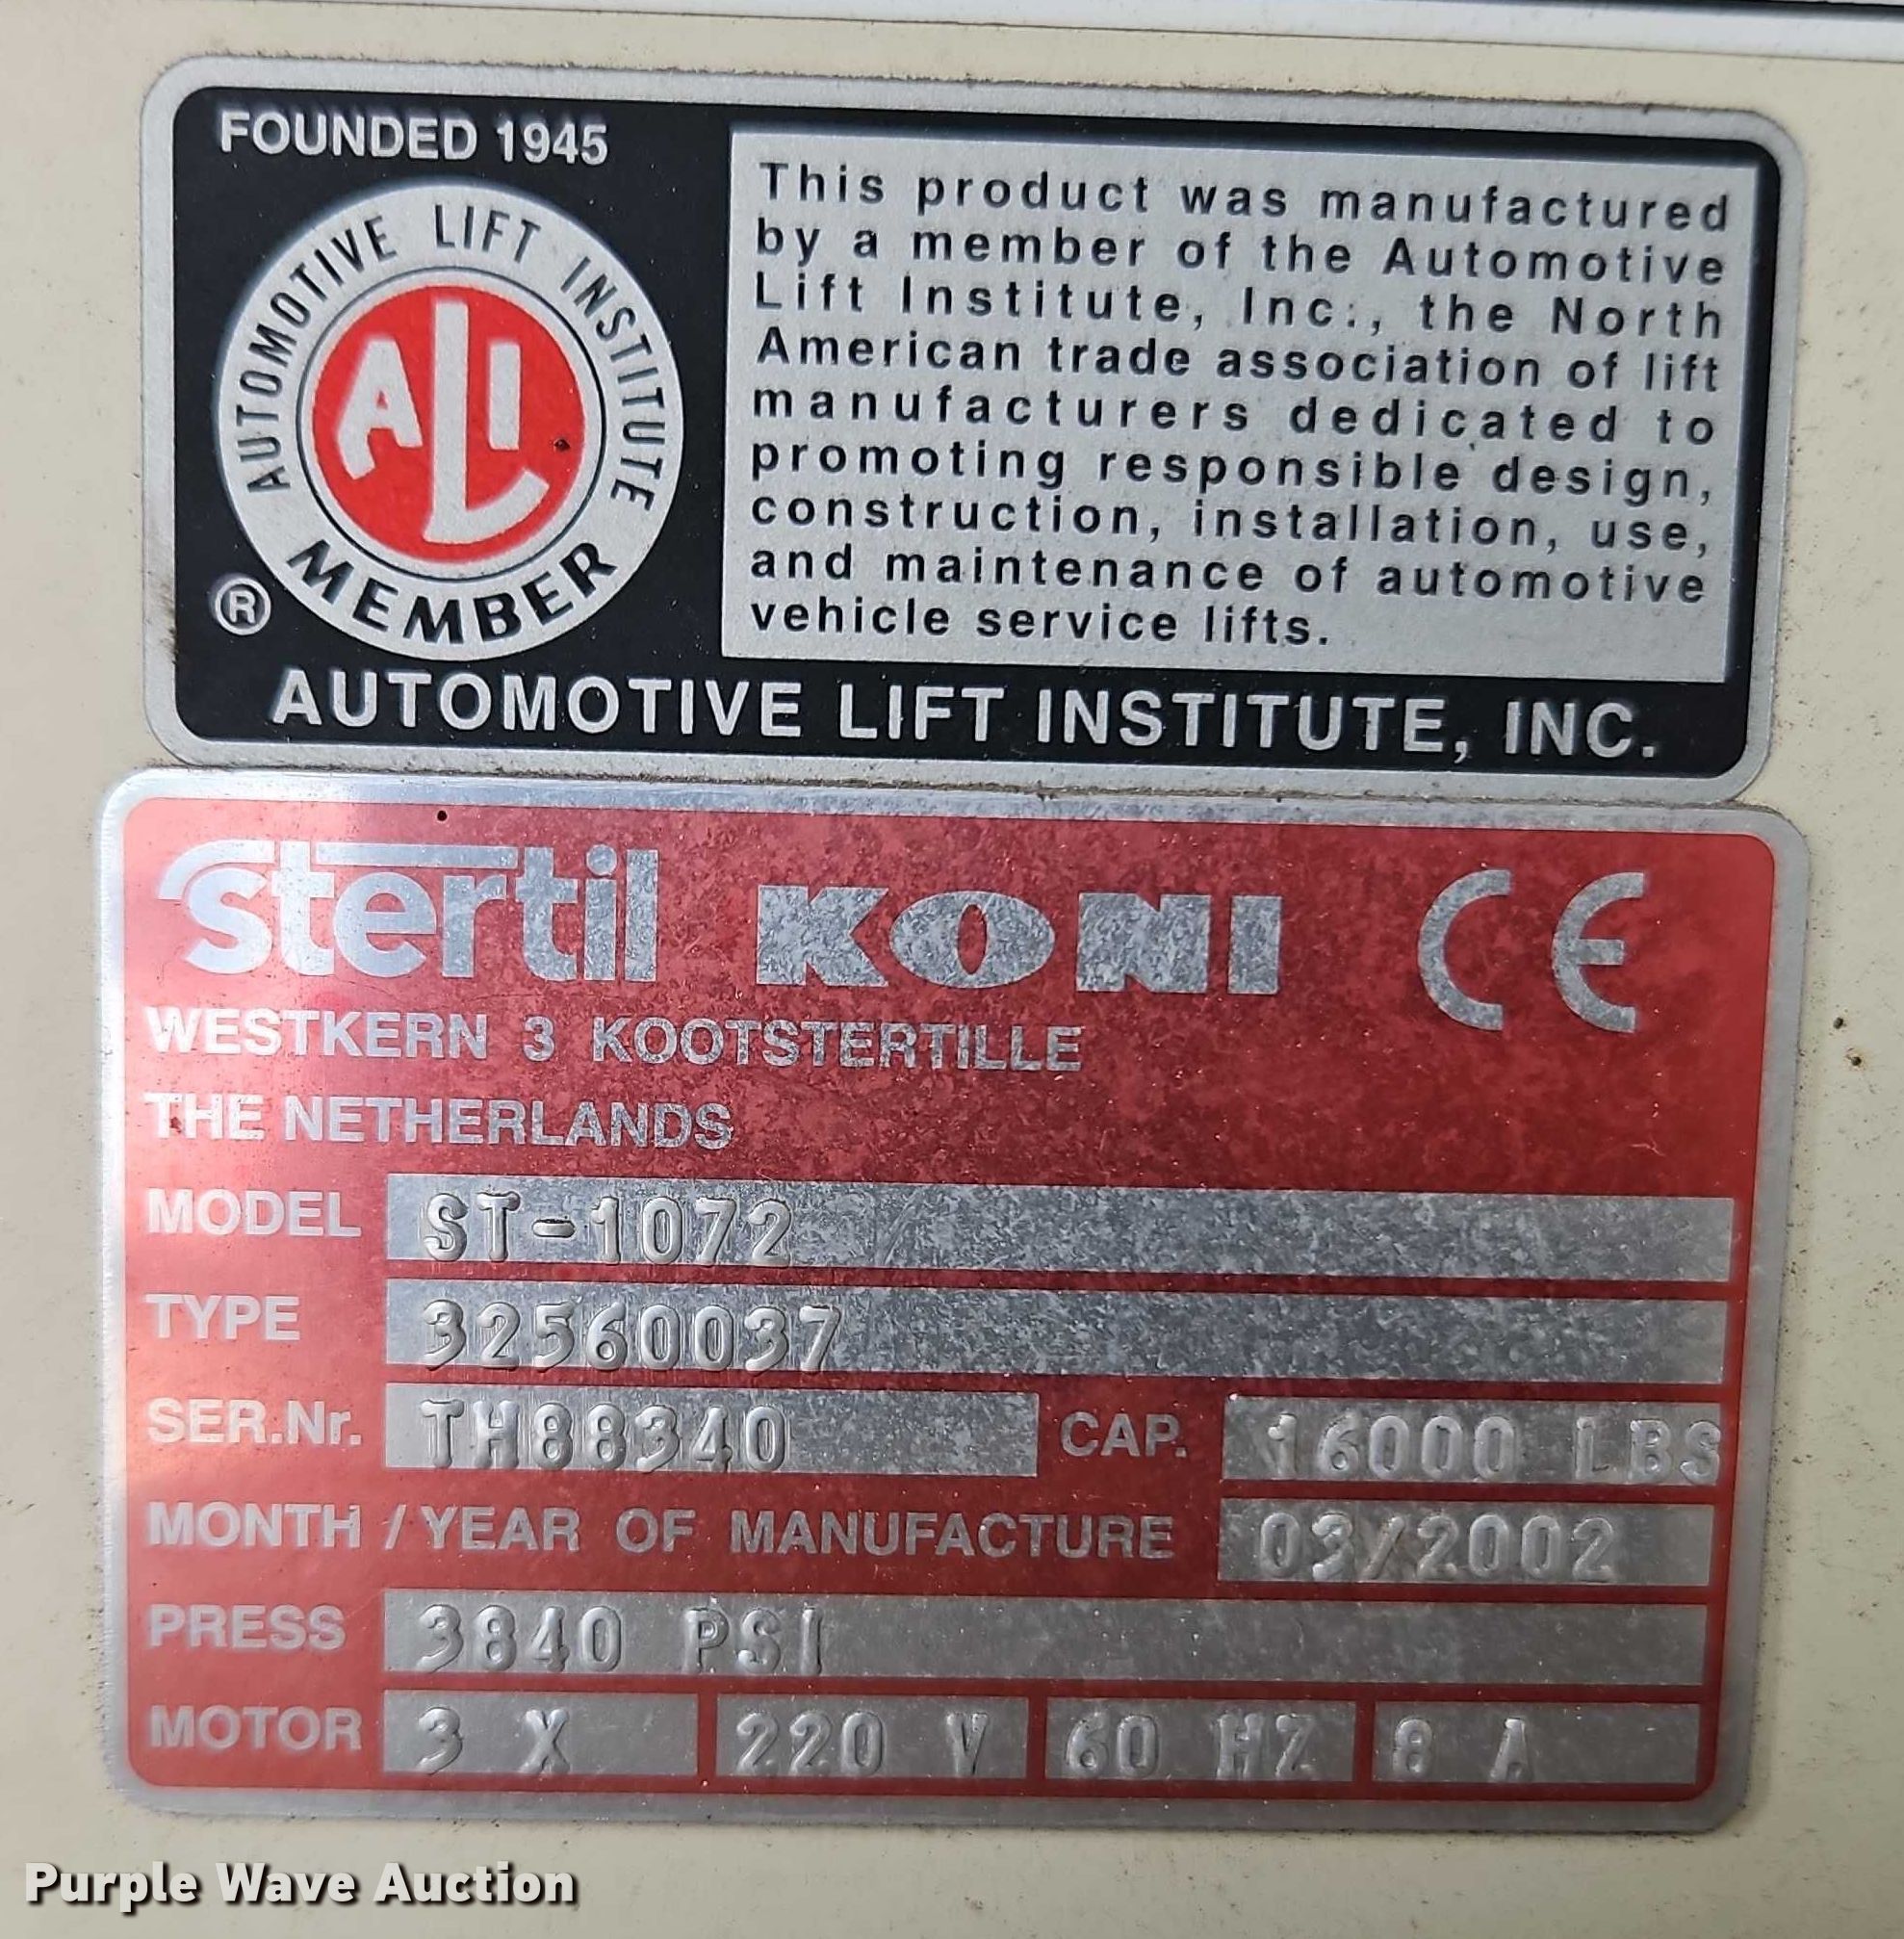 FOUNDED 1945
AUTOMOTIVE LIFT INSTITUTE
ALI
MEMBER
®
This product was manufactured
by a member of the Automotive
Lift Institute, Inc., the North
American trade association of lift
manufacturers dedicated to
promoting responsible design,
construction, installation, use,
and maintenance of automotive
vehicle service lifts.
AUTOMOTIVE LIFT INSTITUTE, INC.
stertil KONI CE
WESTKERN 3 KOOTSTERTILLE
THE NETHERLANDS
MODEL ST-1072
TYPE 32560037
SER.Nr. TH88340 CAP. 16000 LBS
MONTH / YEAR OF MANUFACTURE 03/2002
PRESS 3840 PSI
MOTOR 3 X 220 V 60 HZ 8 A
Purple Wave Auction